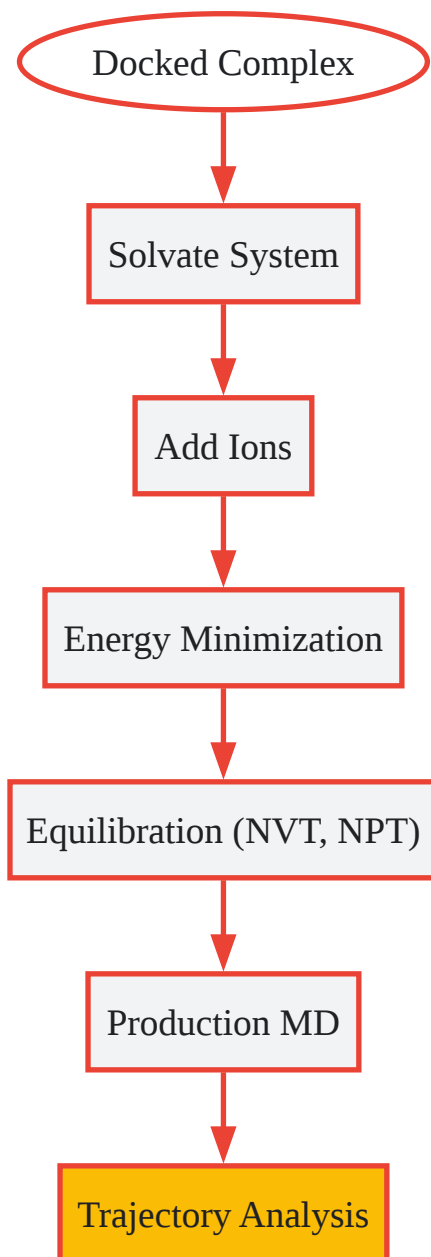 Docked Complex
Solvate System
Add Ions
Energy Minimization
Equilibration (NVT, NPT)
Production MD
Trajectory Analysis